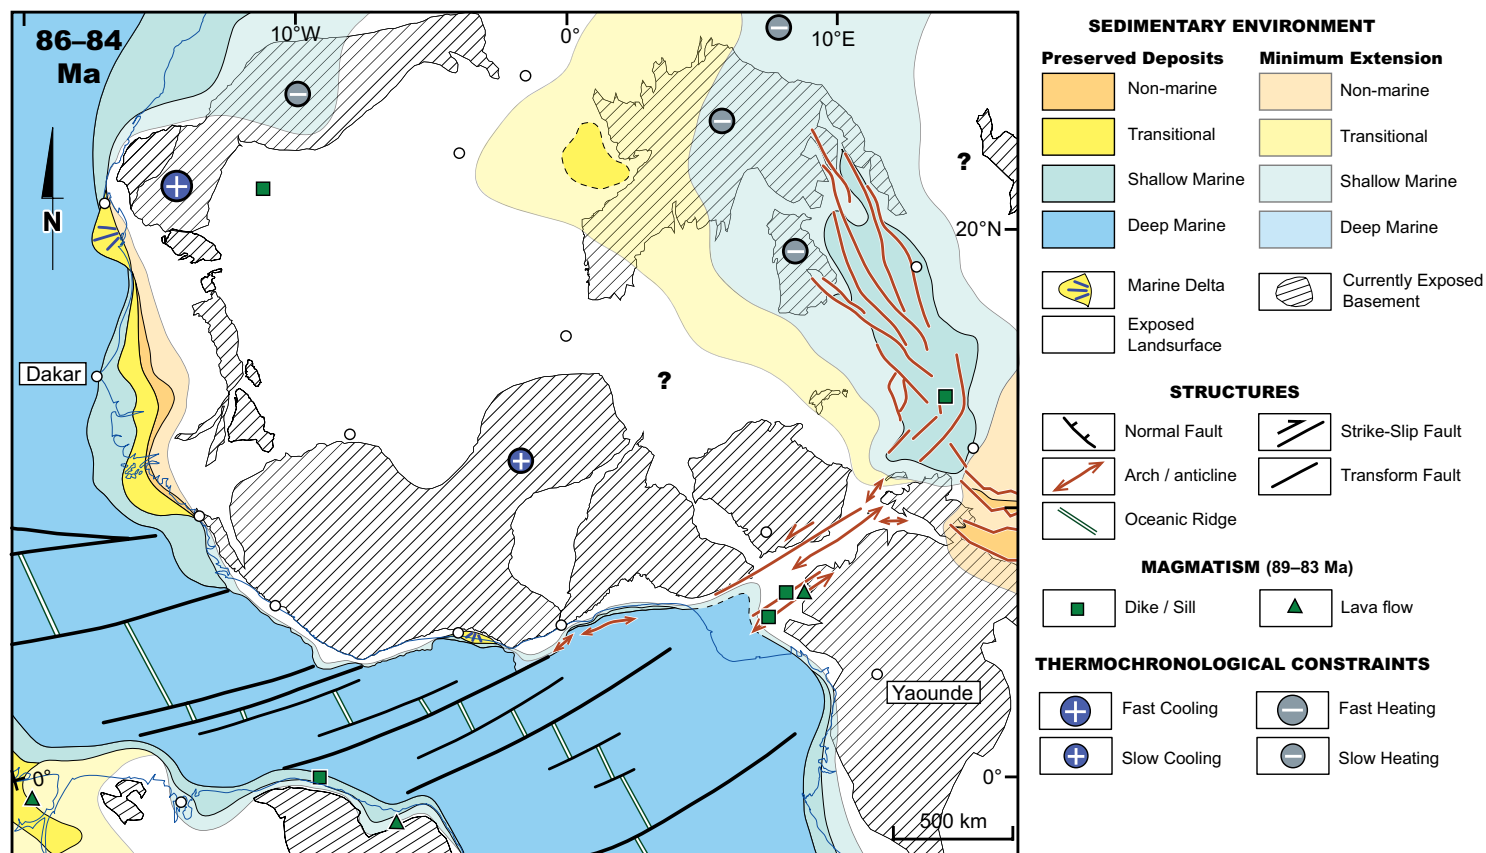 86–84
Ma
10°W
0°
10°E
?
N
20°N
Dakar
?
Yaounde
0°
0°
500 km
SEDIMENTARY ENVIRONMENT
Preserved Deposits
Minimum Extension
Non-marine
Non-marine
Transitional
Transitional
Shallow Marine
Shallow Marine
Deep Marine
Deep Marine
Marine Delta
Currently Exposed
Basement
Exposed
Landsurface
STRUCTURES
Normal Fault
Strike-Slip Fault
Arch / anticline
Transform Fault
Oceanic Ridge
MAGMATISM (89–83 Ma)
Dike / Sill
Lava flow
THERMOCHRONOLOGICAL CONSTRAINTS
Fast Cooling
Fast Heating
Slow Cooling
Slow Heating